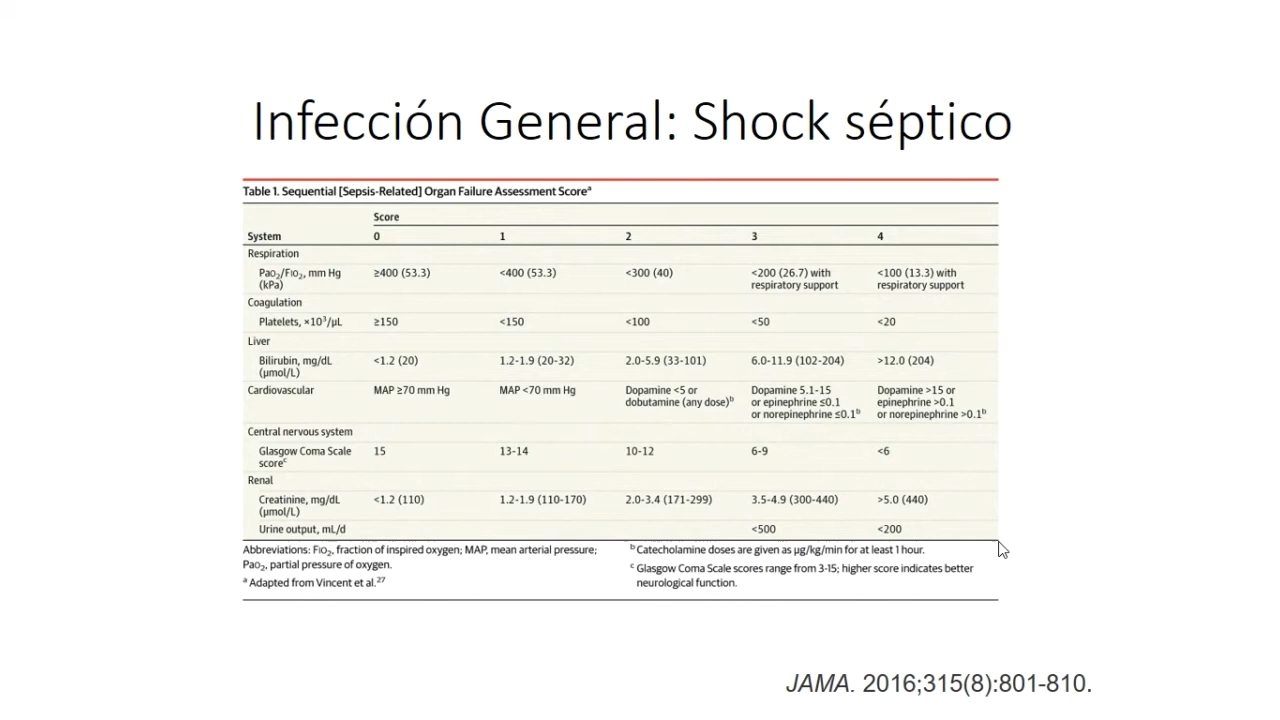 Infección General: Shock séptico
Table 1. Sequential [Sepsis-Related] Organ Failure Assessment Scoreᵃ
Score
System 0 1 2 3 4
Respiration
Pao₂/Fio₂, mm Hg (kPa) ≥400 (53.3) <400 (53.3) <300 (40) <200 (26.7) with respiratory support <100 (13.3) with respiratory support
Coagulation
Platelets, ×10³/μL ≥150 <150 <100 <50 <20
Liver
Bilirubin, mg/dL (μmol/L) <1.2 (20) 1.2-1.9 (20-32) 2.0-5.9 (33-101) 6.0-11.9 (102-204) >12.0 (204)
Cardiovascular MAP ≥70 mm Hg MAP <70 mm Hg Dopamine <5 or dobutamine (any dose)ᵇ Dopamine 5.1-15 or epinephrine ≤0.1 or norepinephrine ≤0.1ᵇ Dopamine >15 or epinephrine >0.1 or norepinephrine >0.1ᵇ
Central nervous system
Glasgow Coma Scale scoreᶜ 15 13-14 10-12 6-9 <6
Renal
Creatinine, mg/dL (μmol/L) <1.2 (110) 1.2-1.9 (110-170) 2.0-3.4 (171-299) 3.5-4.9 (300-440) >5.0 (440)
Urine output, mL/d <500 <200
Abbreviations: Fio₂, fraction of inspired oxygen; MAP, mean arterial pressure;
Pao₂, partial pressure of oxygen.
ᵃ Adapted from Vincent et al.²⁷
ᵇ Catecholamine doses are given as μg/kg/min for at least 1 hour.
ᶜ Glasgow Coma Scale scores range from 3-15; higher score indicates better
neurological function.
JAMA. 2016;315(8):801-810.